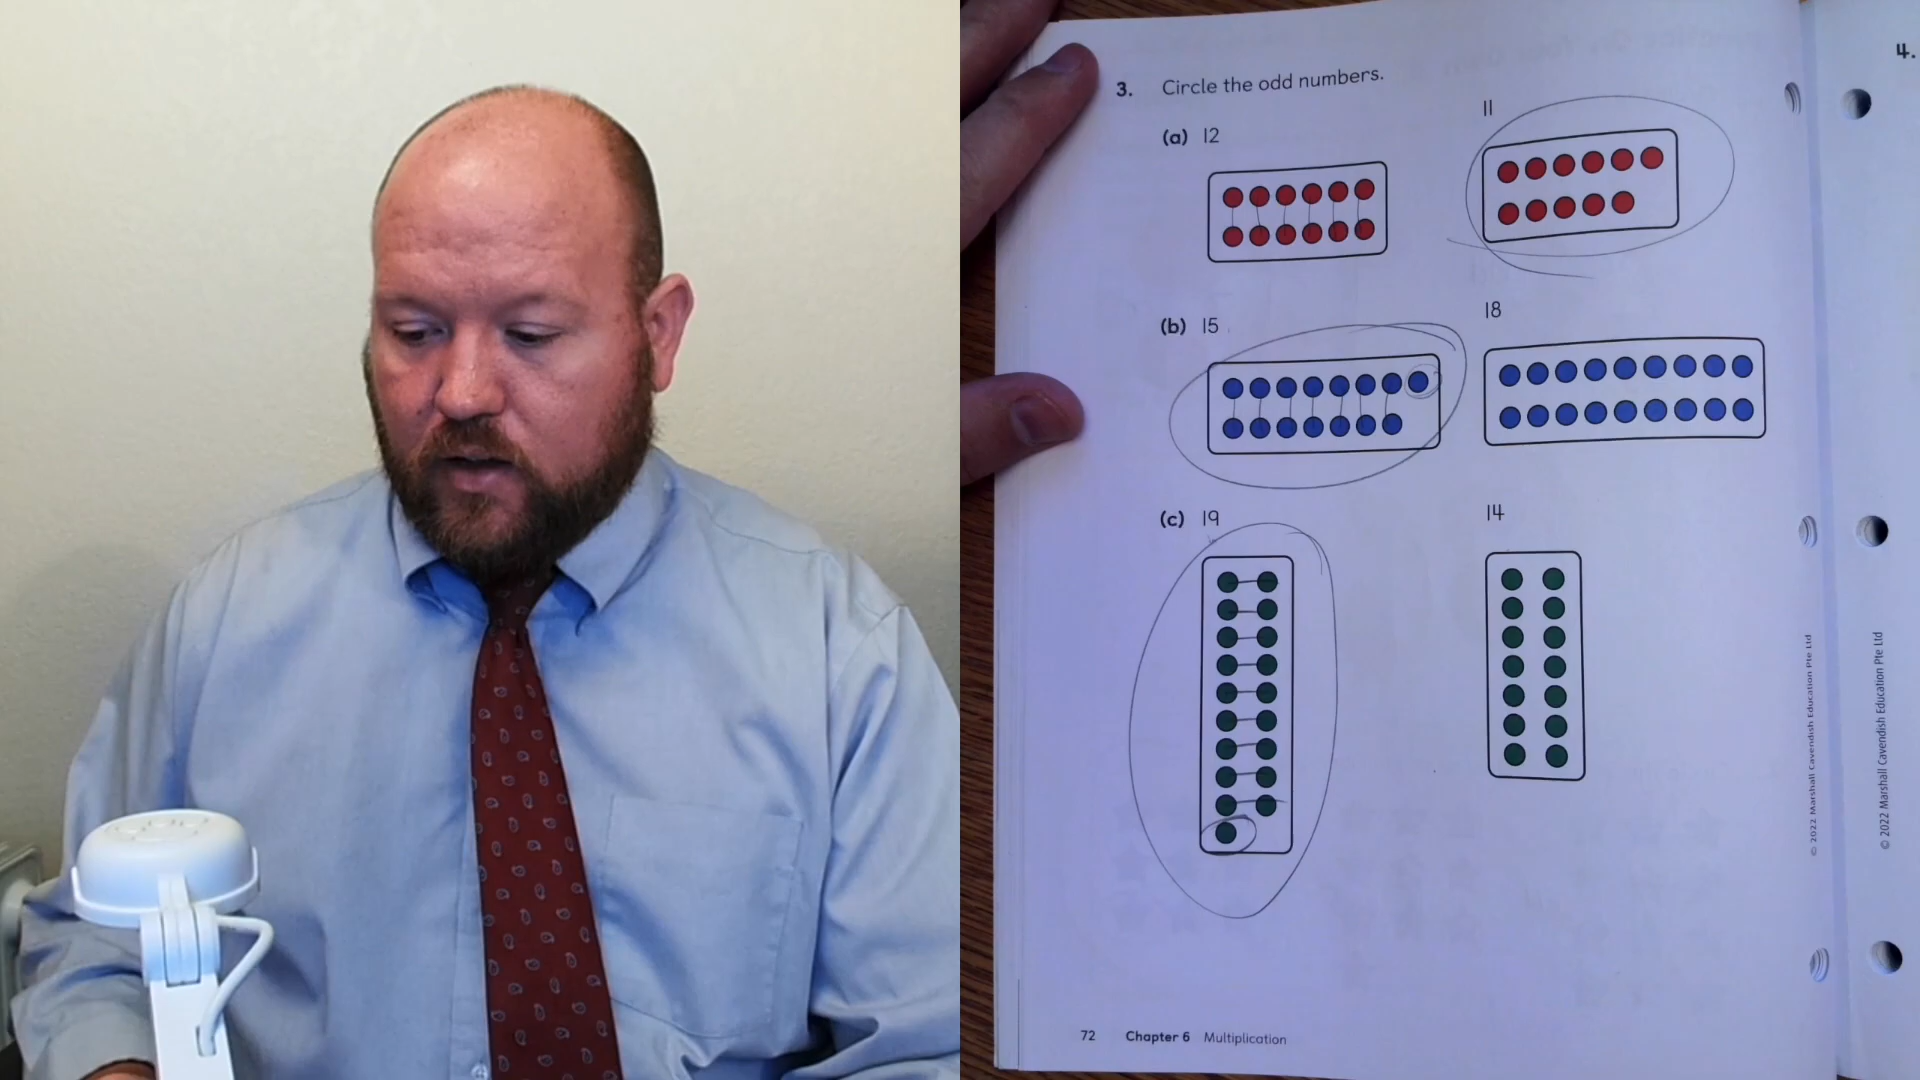 3. Circle the odd numbers.
(a) 12
11
(b) 15
18
(c) 19
14
72 Chapter 6 Multiplication
© 2022 Marshall Cavendish Education Pte Ltd
4.
© 2022 Marshall Cavendish Education Pte Ltd